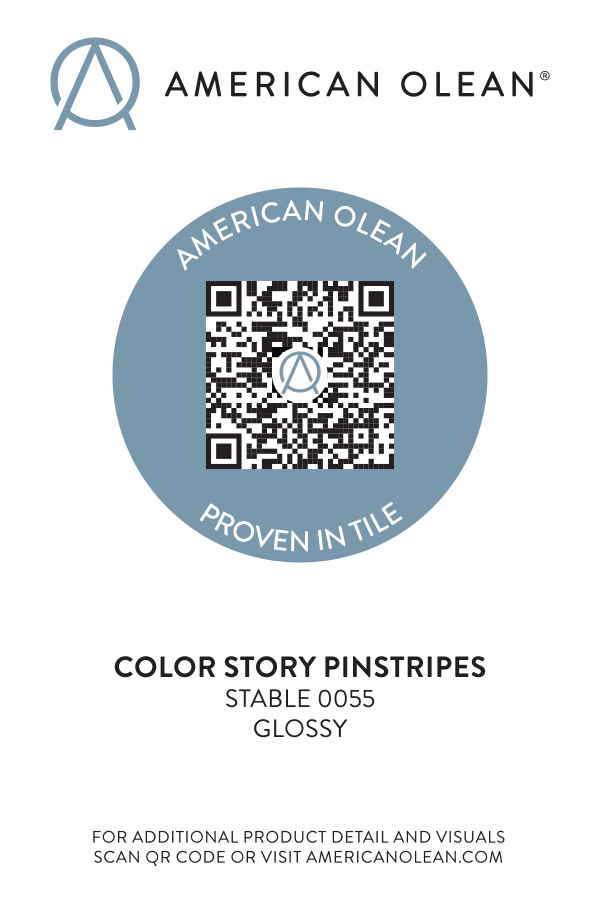 AMERICAN OLEAN®
AMERICAN OLEAN
PROVEN IN TILE
COLOR STORY PINSTRIPES
STABLE 0055
GLOSSY
FOR ADDITIONAL PRODUCT DETAIL AND VISUALS
SCAN QR CODE OR VISIT AMERICANOLEAN.COM